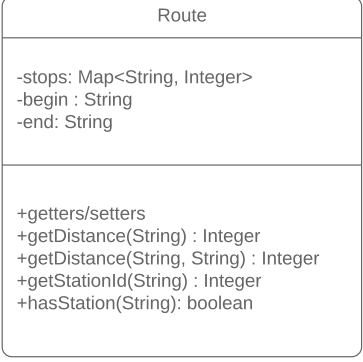 Route
-stops: Map<String, Integer>
-begin : String
-end: String
+getters/setters
+getDistance(String) : Integer
+getDistance(String, String) : Integer
+getStationId(String) : Integer
+hasStation(String): boolean